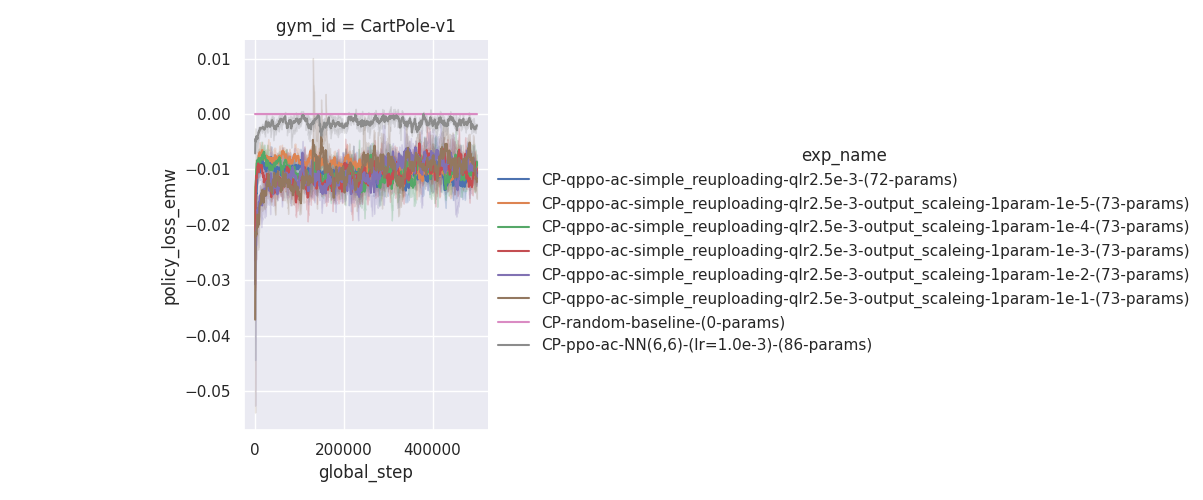 gym_id = CartPole-v1
0.01
0.00
−0.01
−0.02
−0.03
−0.04
−0.05
policy_loss_emw
0
200000
400000
global_step
exp_name
CP-qppo-ac-simple_reuploading-qlr2.5e-3-(72-params)
CP-qppo-ac-simple_reuploading-qlr2.5e-3-output_scaleing-1param-1e-5-(73-params)
CP-qppo-ac-simple_reuploading-qlr2.5e-3-output_scaleing-1param-1e-4-(73-params)
CP-qppo-ac-simple_reuploading-qlr2.5e-3-output_scaleing-1param-1e-3-(73-params)
CP-qppo-ac-simple_reuploading-qlr2.5e-3-output_scaleing-1param-1e-2-(73-params)
CP-qppo-ac-simple_reuploading-qlr2.5e-3-output_scaleing-1param-1e-1-(73-params)
CP-random-baseline-(0-params)
CP-ppo-ac-NN(6,6)-(lr=1.0e-3)-(86-params)